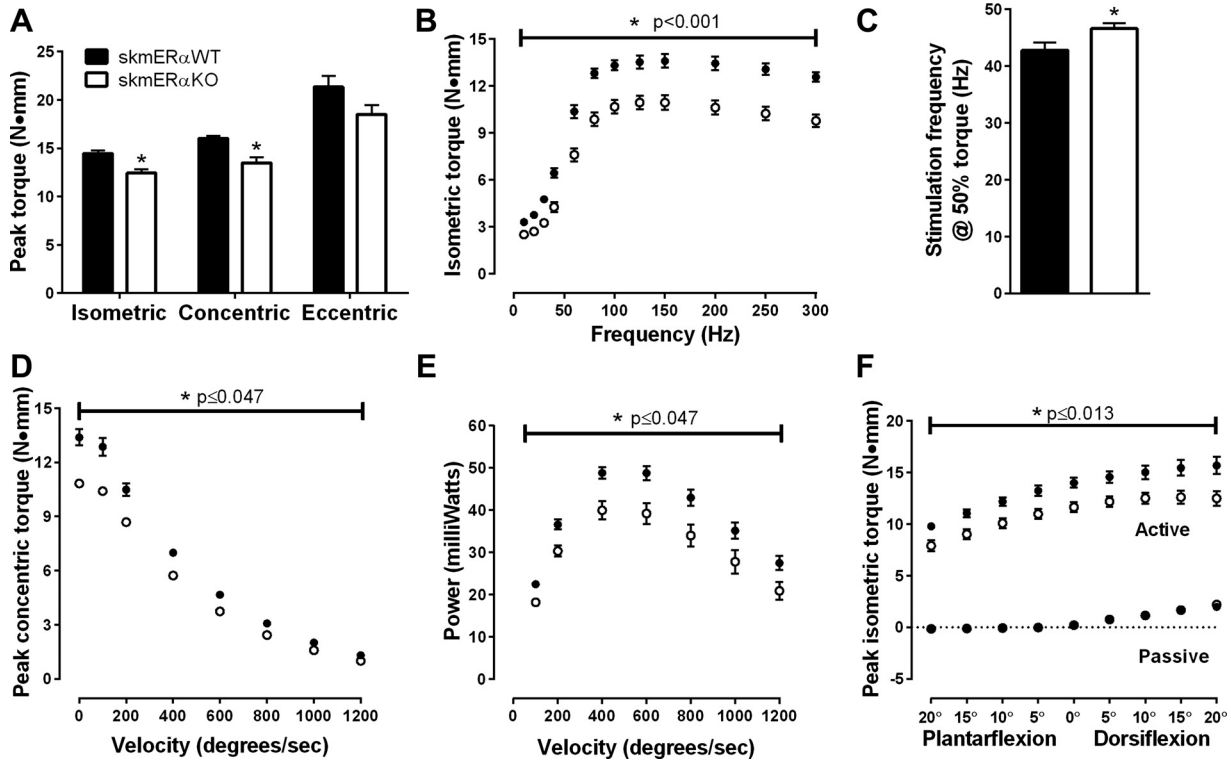 A
Peak torque (N•mm)
25
20
15
10
5
0
skmERαWT
skmERαKO
*
*
Isometric
Concentric
Eccentric
B
* p<0.001
Isometric torque (N•mm)
15
12
9
6
3
0
0
50
100
150
200
250
300
Frequency (Hz)
C
Stimulation frequency
@ 50% torque (Hz)
50
40
30
20
10
0
*
D
* p≤0.047
Peak concentric torque (N•mm)
15
12
9
6
3
0
0
200
400
600
800
1000
1200
Velocity (degrees/sec)
E
* p≤0.047
Power (milliWatts)
60
50
40
30
20
10
0
0
200
400
600
800
1000
1200
Velocity (degrees/sec)
F
* p≤0.013
Peak isometric torque (N•mm)
20
15
10
5
0
-5
Active
Passive
20°
15°
10°
5°
0°
5°
10°
15°
20°
Plantarflexion
Dorsiflexion